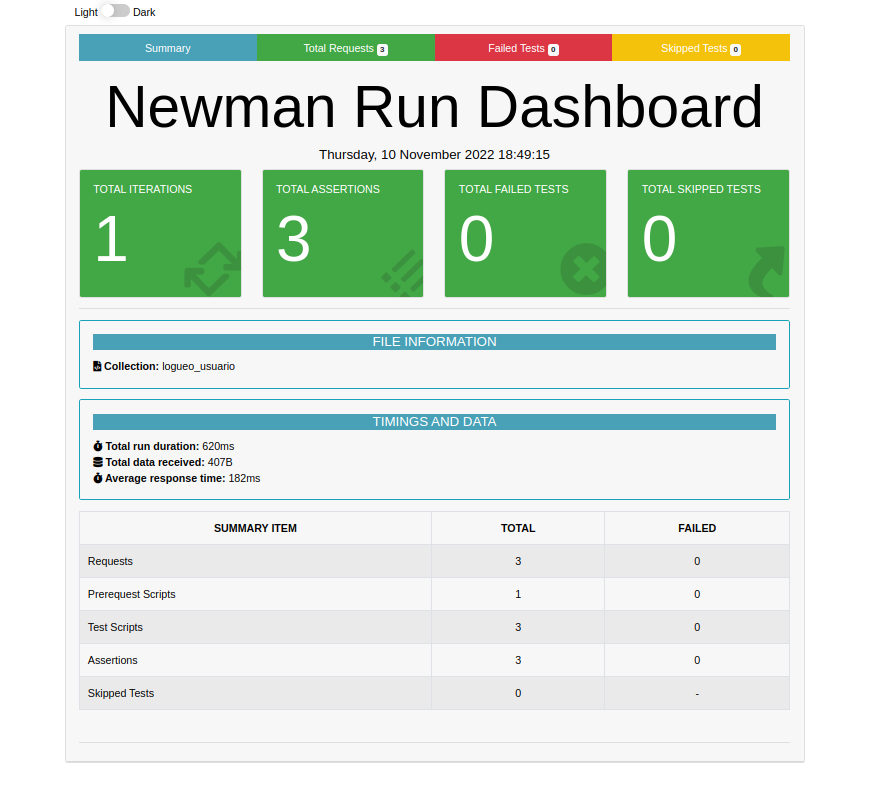 Light Dark
Summary Total Requests 3 Failed Tests 0 Skipped Tests 0
Newman Run Dashboard
Thursday, 10 November 2022 18:49:15
TOTAL ITERATIONS TOTAL ASSERTIONS TOTAL FAILED TESTS TOTAL SKIPPED TESTS
1 3 0 0
FILE INFORMATION
Collection: logueo_usuario
TIMINGS AND DATA
Total run duration: 620ms
Total data received: 407B
Average response time: 182ms
SUMMARY ITEM TOTAL FAILED
Requests 3 0
Prerequest Scripts 1 0
Test Scripts 3 0
Assertions 3 0
Skipped Tests 0 -